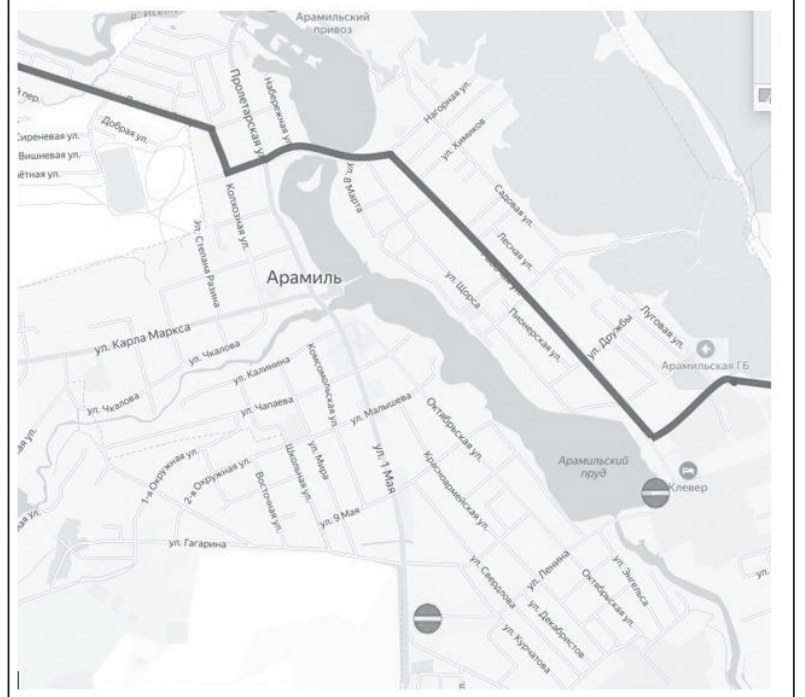 р. Исеть
Арамильский
привоз
й пер.
Сиреневая ул.
Вишневая ул.
Добрая ул.
Пролетарская ул.
Набережная ул.
Нагорная ул.
ул. Химиков
ул. 8 Марта
Садовая ул.
Лесная ул.
Колхозная ул.
ул. Степана Разина
Арамиль
ул. Щорса
Пионерская ул.
ул. Дружбы
Луговая ул.
Арамильская ГБ
ул. Карла Маркса
ул. Чкалова
ул. Чкалова
ул. Калинина
ул. Чапаева
Комсомольская ул.
ул. Малышева
Октябрьская ул.
ул. 1 Мая
Красноармейская ул.
1-я Окружная ул.
2-я Окружная ул.
Восточная ул.
Школьная ул.
ул. Мира
ул. 9 Мая
ул. Гагарина
Арамильский
пруд
Клевер
ул. Свердлова
ул. Ленина
ул. Энгельса
Октябрьская ул.
ул. Декабристов
ул. Курчатова
ул.